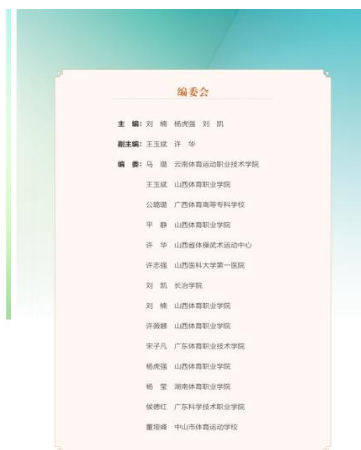 编委会
主 编：刘 楠 杨虎强 刘 凯
副主编：王玉斌 许 华
编 委：马 璐 云南体育运动职业技术学院
王玉斌 山西体育职业学院
公璐璐 广西体育高等专科学校
平 静 山西体育职业学院
许 华 山西省体操武术运动中心
许志强 山西医科大学第一医院
刘 凯 长治学院
刘 楠 山西体育职业学院
许薇娜 山西体育职业学院
宋子凡 广东体育职业技术学院
杨虎强 山西体育职业学院
杨 莹 湖南体育职业学院
侯德红 广东科学技术职业学院
董培峰 中山市体育运动学校